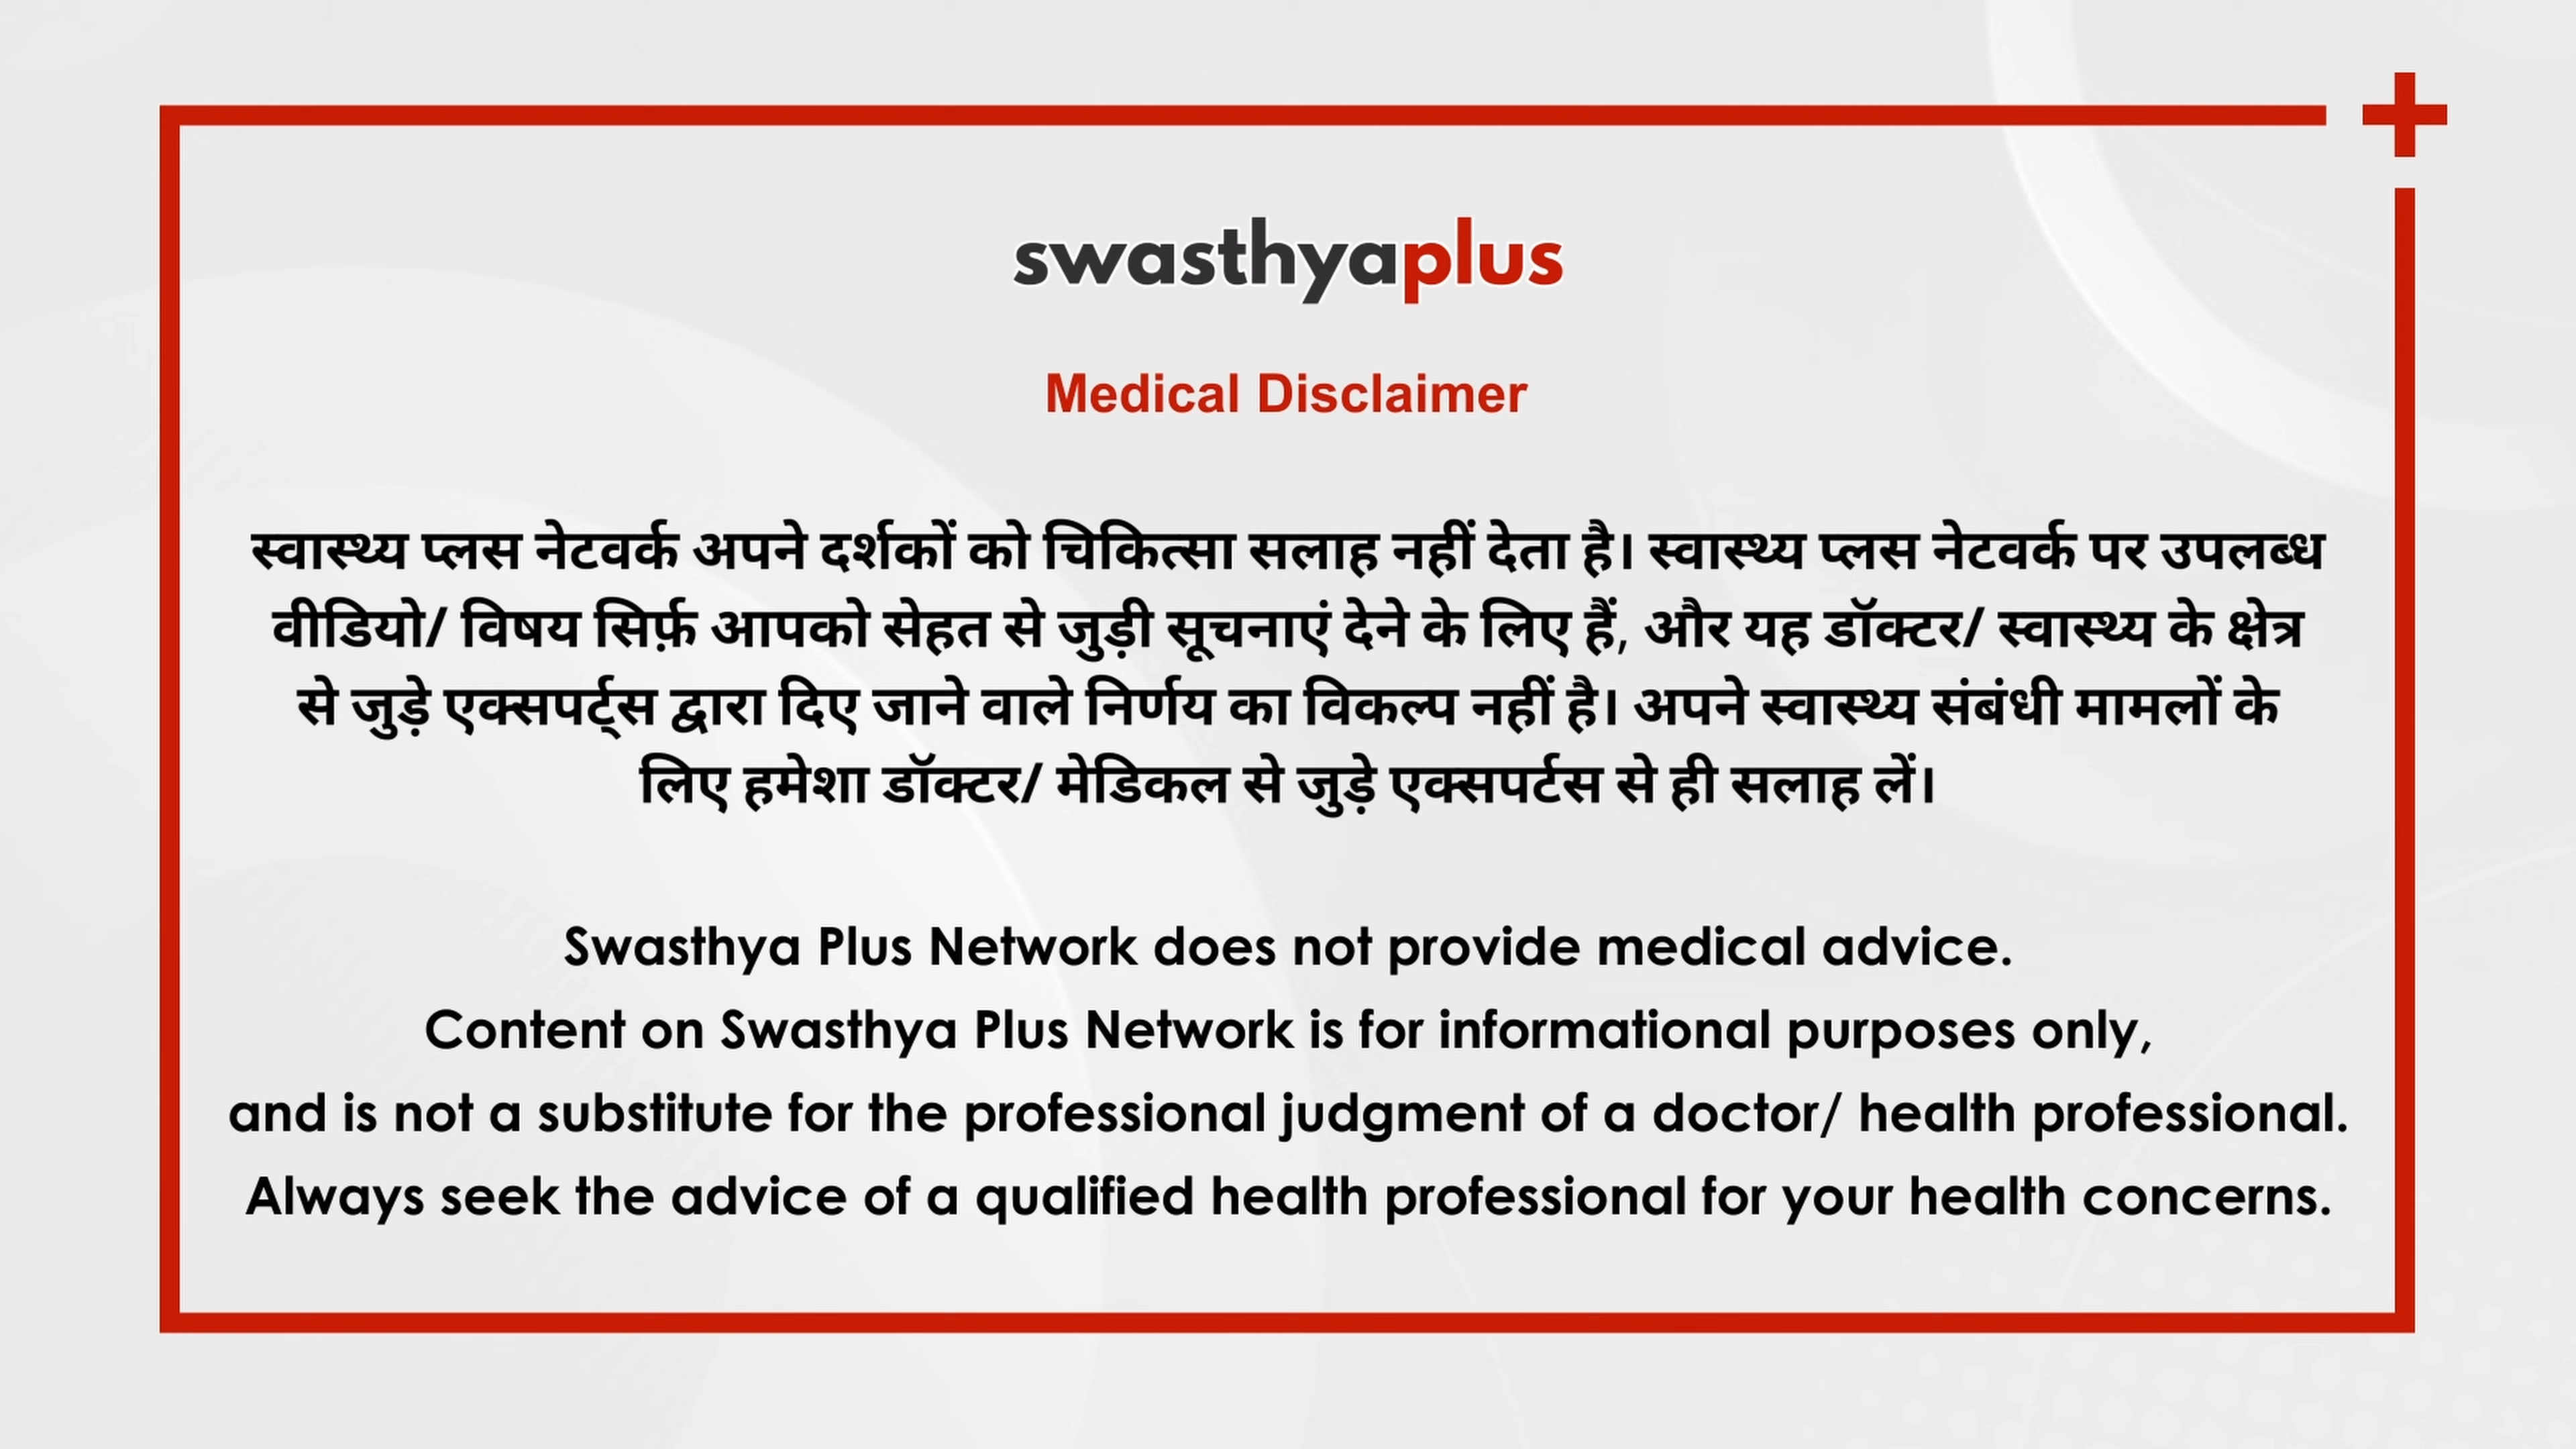 swasthyaplus
Medical Disclaimer
स्वास्थ्य प्लस नेटवर्क अपने दर्शकों को चिकित्सा सलाह नहीं देता है। स्वास्थ्य प्लस नेटवर्क पर उपलब्ध
वीडियो/ विषय सिर्फ़ आपको सेहत से जुड़ी सूचनाएं देने के लिए हैं, और यह डॉक्टर/ स्वास्थ्य के क्षेत्र
से जुड़े एक्सपर्ट्स द्वारा दिए जाने वाले निर्णय का विकल्प नहीं है। अपने स्वास्थ्य संबंधी मामलों के
लिए हमेशा डॉक्टर/ मेडिकल से जुड़े एक्सपर्टस से ही सलाह लें।
Swasthya Plus Network does not provide medical advice.
Content on Swasthya Plus Network is for informational purposes only,
and is not a substitute for the professional judgment of a doctor/ health professional.
Always seek the advice of a qualified health professional for your health concerns.